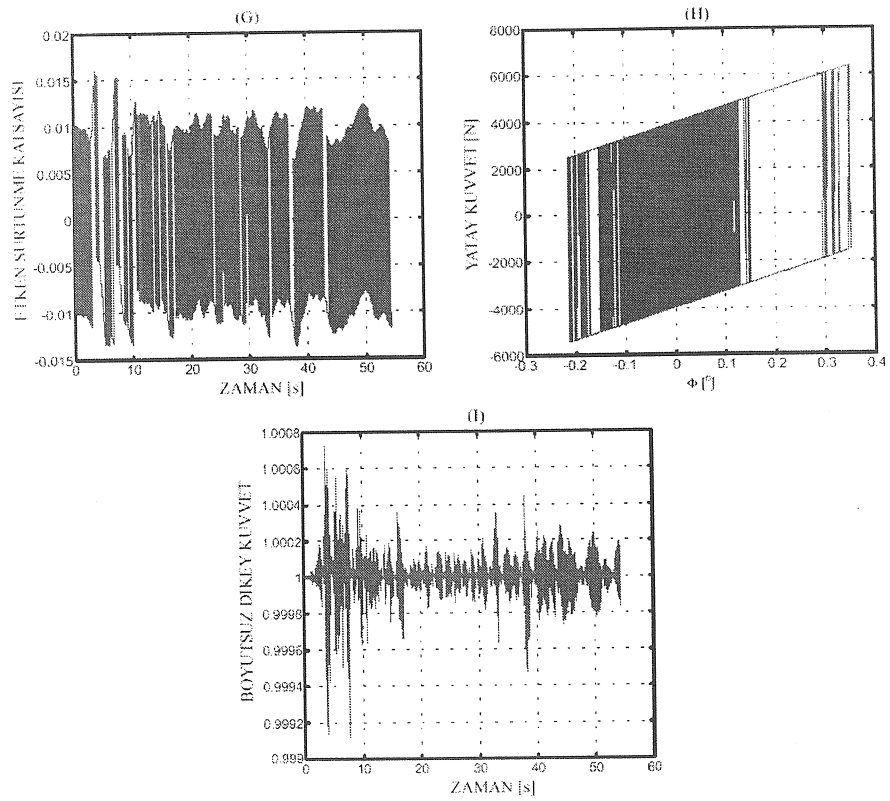 (G)
0.02
0.015
0.01
0.005
0
-0.005
-0.01
-0.015
0 10 20 30 40 50 60
ETKEN SURTUNME KATSAYISI
ZAMAN [s]
(H)
8000
6000
4000
2000
0
-2000
-4000
-6000
-0.3 -0.2 -0.1 0 0.1 0.2 0.3 0.4
YATAY KUVVET [N]
Φ [°]
(I)
1.0008
1.0006
1.0004
1.0002
1
0.9998
0.9996
0.9994
0.9992
0.999
0 10 20 30 40 50 60
BOYUTSUZ DIKEY KUVVET
ZAMAN [s]